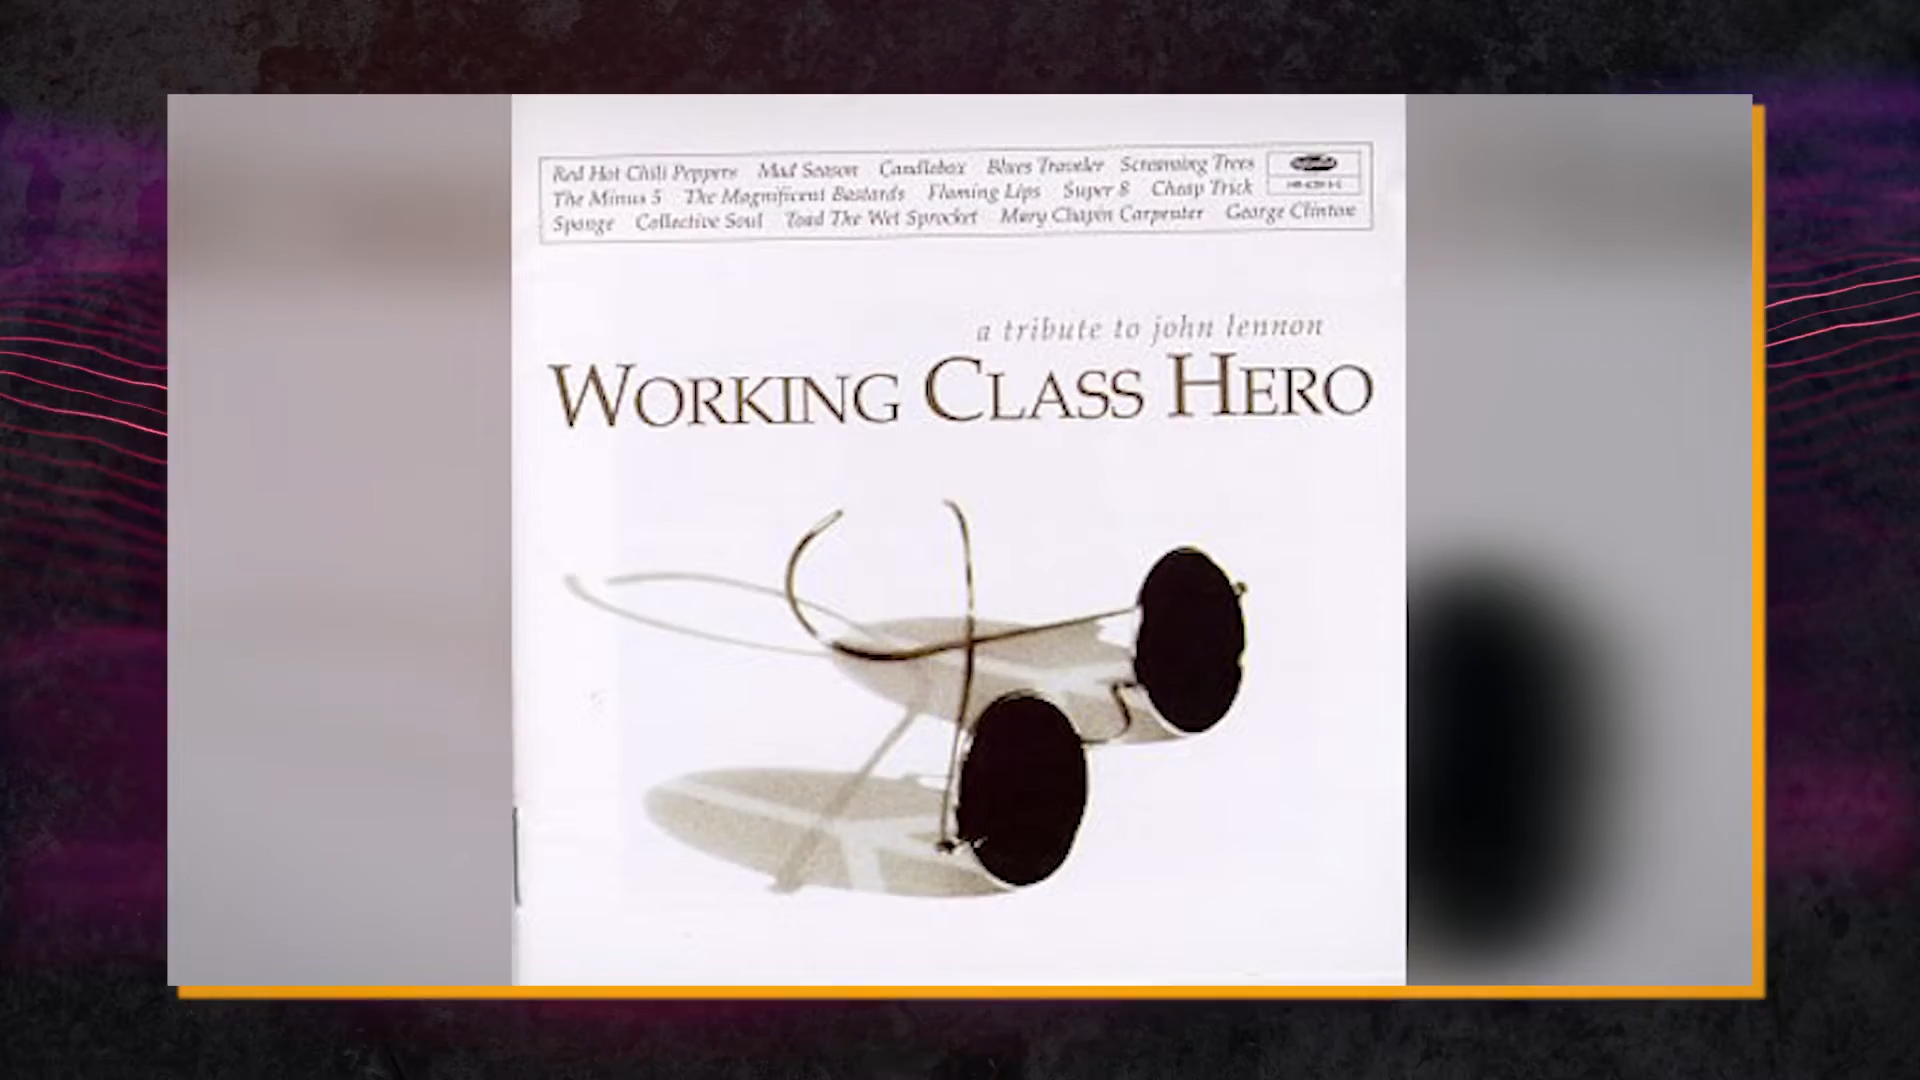 Red Hot Chili Peppers Mad Season Candlebox Blues Traveler Screaming Trees
The Minus 5 The Magnificent Bastards Flaming Lips Super 8 Cheap Trick
Sponge Collective Soul Toad The Wet Sprocket Mary Chapin Carpenter George Clinton
a tribute to john lennon
WORKING CLASS HERO